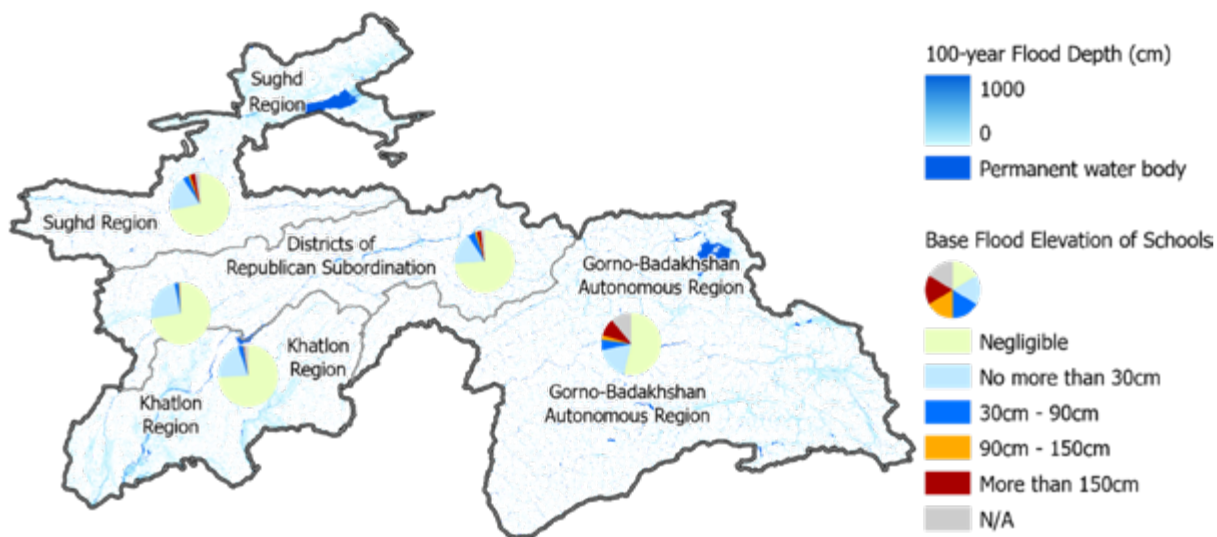 Sughd
Region
Sughd Region
Districts of
Republican Subordination
Gorno-Badakhshan
Autonomous Region
Khatlon
Region
Khatlon
Region
Gorno-Badakhshan
Autonomous Region
100-year Flood Depth (cm)
1000
0
Permanent water body
Base Flood Elevation of Schools
Negligible
No more than 30cm
30cm - 90cm
90cm - 150cm
More than 150cm
N/A